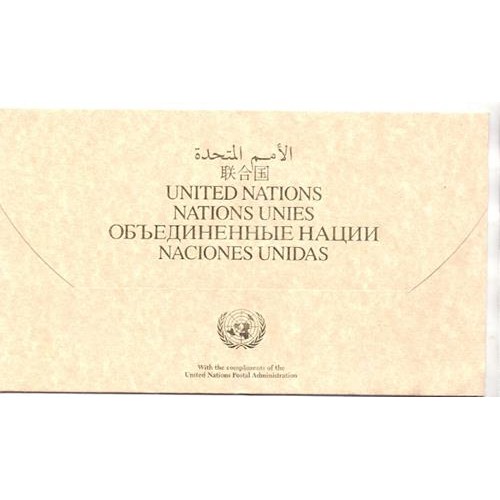 الأمم المتحدة
联合国
UNITED NATIONS
NATIONS UNIES
ОБЪЕДИНЕННЫЕ НАЦИИ
NACIONES UNIDAS
With the compliments of the
United Nations Postal Administration